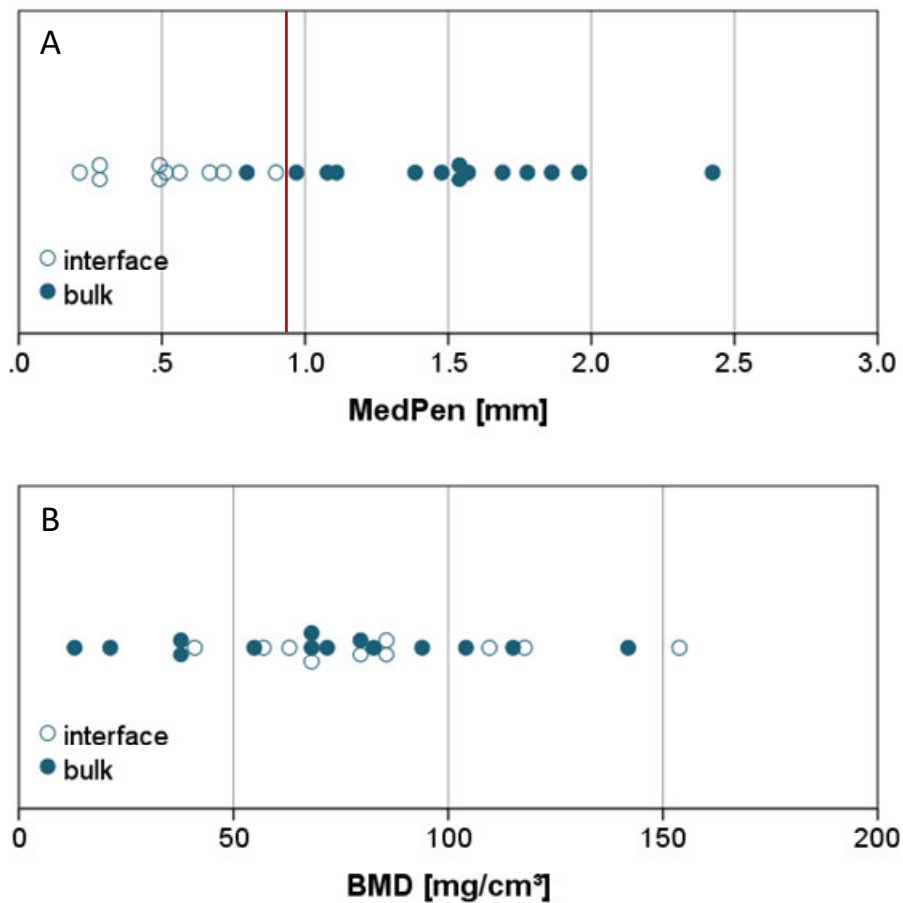 A
interface
bulk
.0 .5 1.0 1.5 2.0 2.5 3.0
MedPen [mm]
B
interface
bulk
0 50 100 150 200
BMD [mg/cm³]